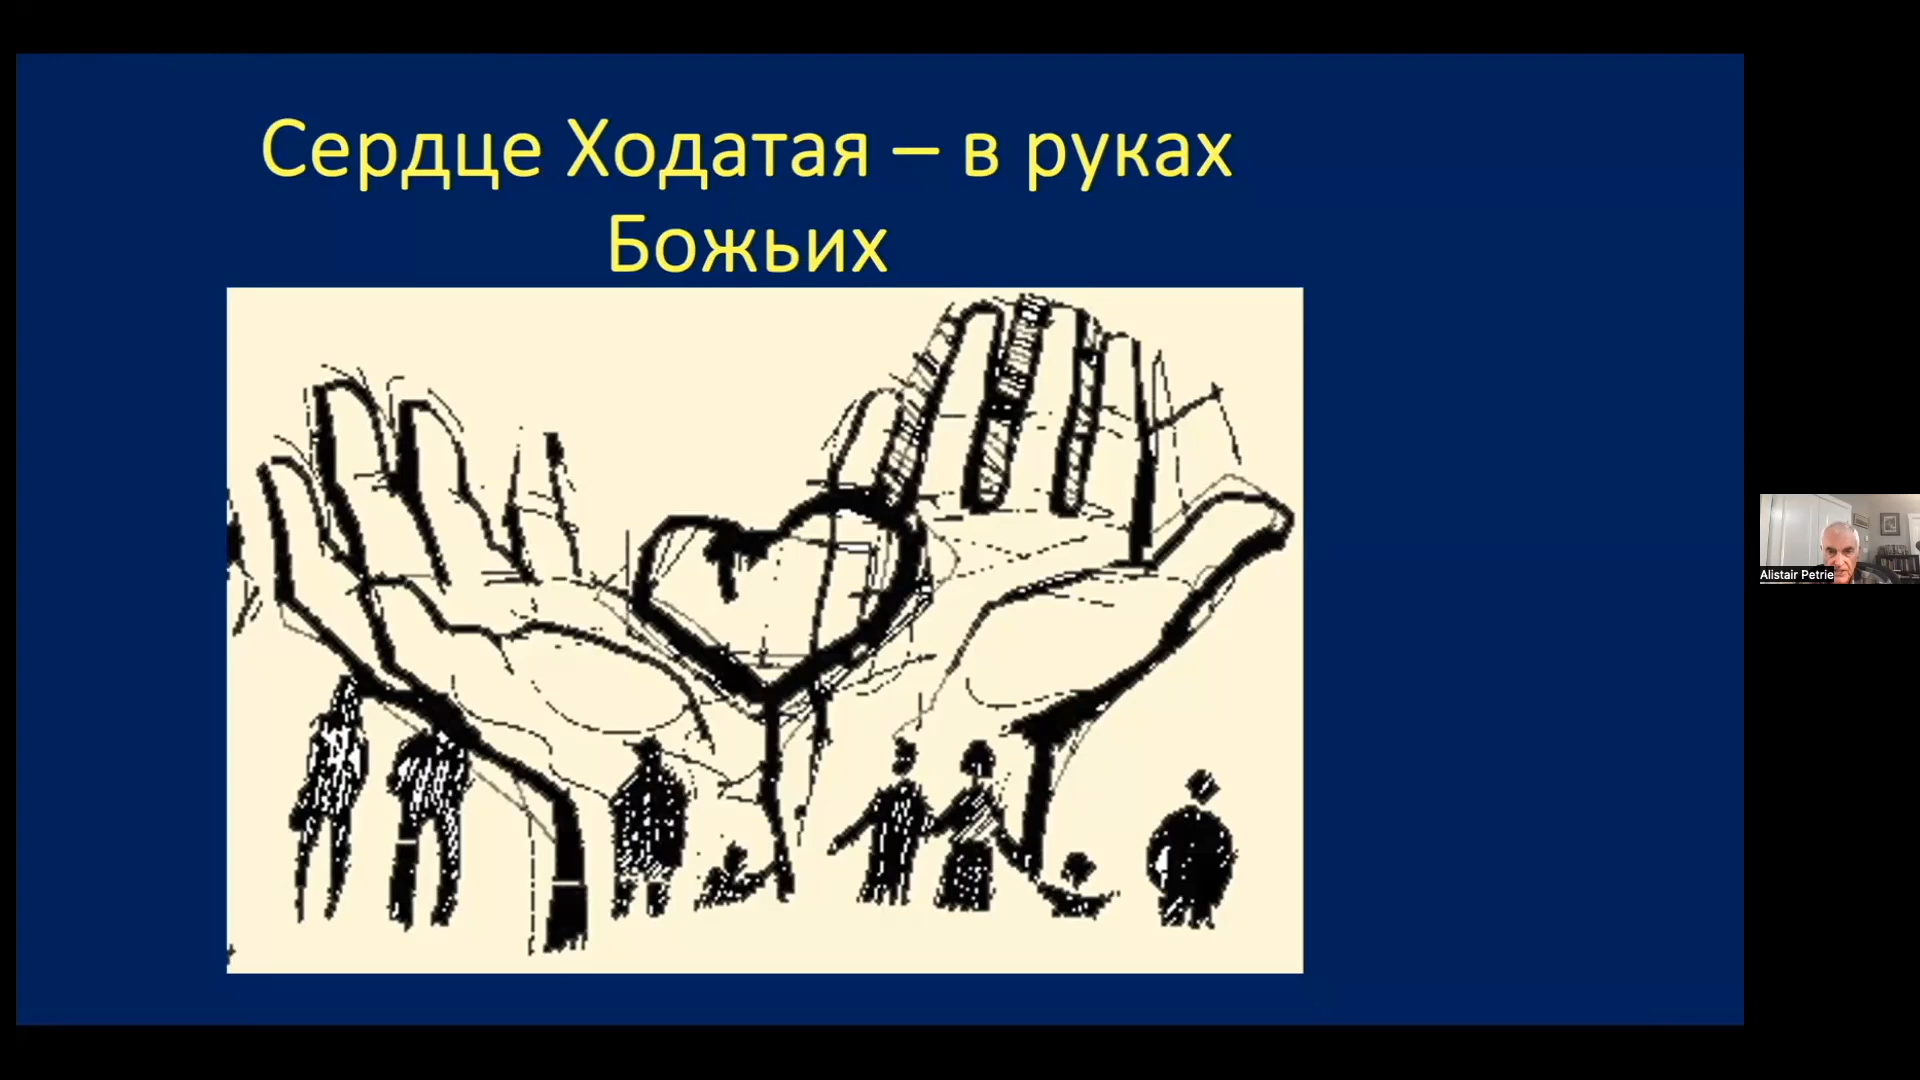 Сердце Ходатая – в руках
Божьих
Alistair Petrie